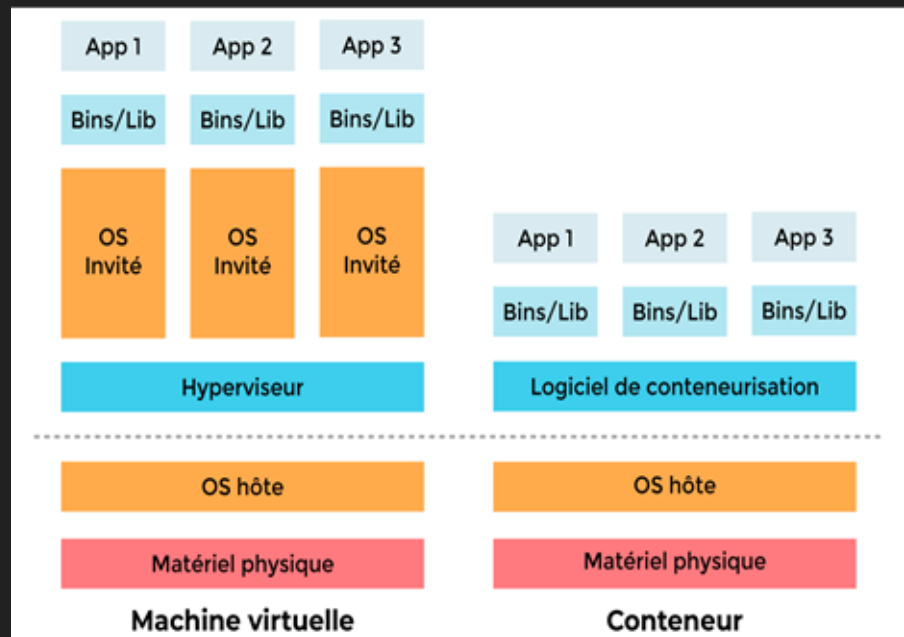 App 1
App 2
App 3
Bins/Lib
Bins/Lib
Bins/Lib
OS
Invité
OS
Invité
OS
Invité
Hyperviseur
OS hôte
Matériel physique
Machine virtuelle
App 1
App 2
App 3
Bins/Lib
Bins/Lib
Bins/Lib
Logiciel de conteneurisation
OS hôte
Matériel physique
Conteneur